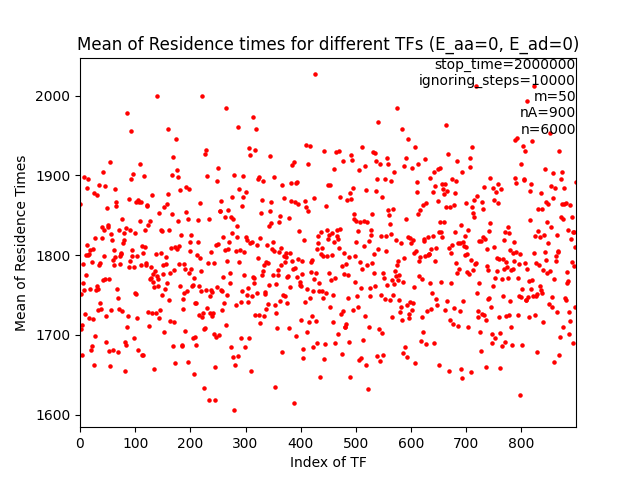 Mean of Residence times for different TFs (E_aa=0, E_ad=0)
stop_time=2000000
ignoring_steps=10000
m=50
nA=900
n=6000
2000
1900
1800
1700
1600
Mean of Residence Times
0 100 200 300 400 500 600 700 800
Index of TF